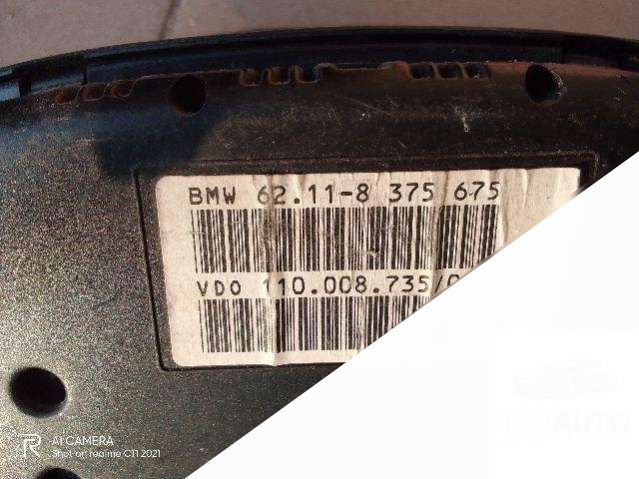 BMW 62.11-8 375 675
VDO 110.008.735/0
TEDAUTO
AI CAMERA
Shot on realme C11 2021